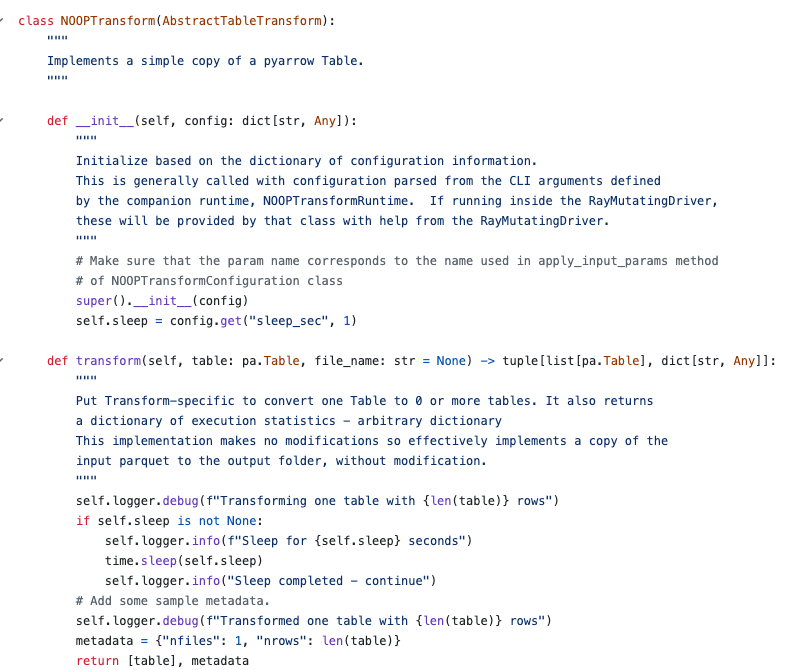 class NOOPTransform(AbstractTableTransform):
    """
    Implements a simple copy of a pyarrow Table.
    """

    def __init__(self, config: dict[str, Any]):
        """
        Initialize based on the dictionary of configuration information.
        This is generally called with configuration parsed from the CLI arguments defined
        by the companion runtime, NOOPTransformRuntime.  If running inside the RayMutatingDriver,
        these will be provided by that class with help from the RayMutatingDriver.
        """
        # Make sure that the param name corresponds to the name used in apply_input_params method
        # of NOOPTransformConfiguration class
        super().__init__(config)
        self.sleep = config.get("sleep_sec", 1)

    def transform(self, table: pa.Table, file_name: str = None) -> tuple[list[pa.Table], dict[str, Any]]:
        """
        Put Transform-specific to convert one Table to 0 or more tables. It also returns
        a dictionary of execution statistics - arbitrary dictionary
        This implementation makes no modifications so effectively implements a copy of the
        input parquet to the output folder, without modification.
        """
        self.logger.debug(f"Transforming one table with {len(table)} rows")
        if self.sleep is not None:
            self.logger.info(f"Sleep for {self.sleep} seconds")
            time.sleep(self.sleep)
            self.logger.info("Sleep completed - continue")
        # Add some sample metadata.
        self.logger.debug(f"Transformed one table with {len(table)} rows")
        metadata = {"nfiles": 1, "nrows": len(table)}
        return [table], metadata